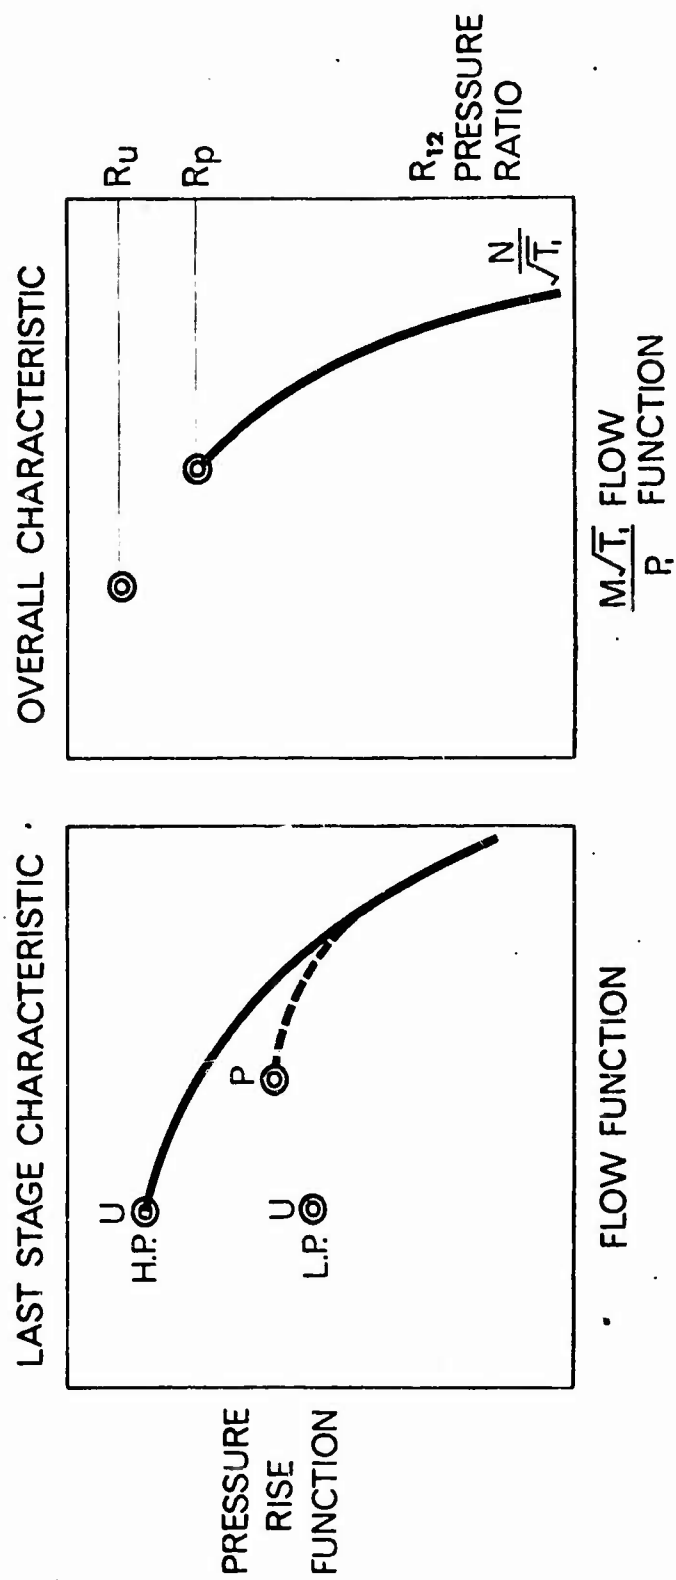 LAST STAGE CHARACTERISTIC
PRESSURE
RISE
FUNCTION
U
H.P.
P
U
L.P.
FLOW FUNCTION
OVERALL CHARACTERISTIC
Ru
Rp
R12
PRESSURE
RATIO
N
√T1
M√T1 FLOW
P1 FUNCTION